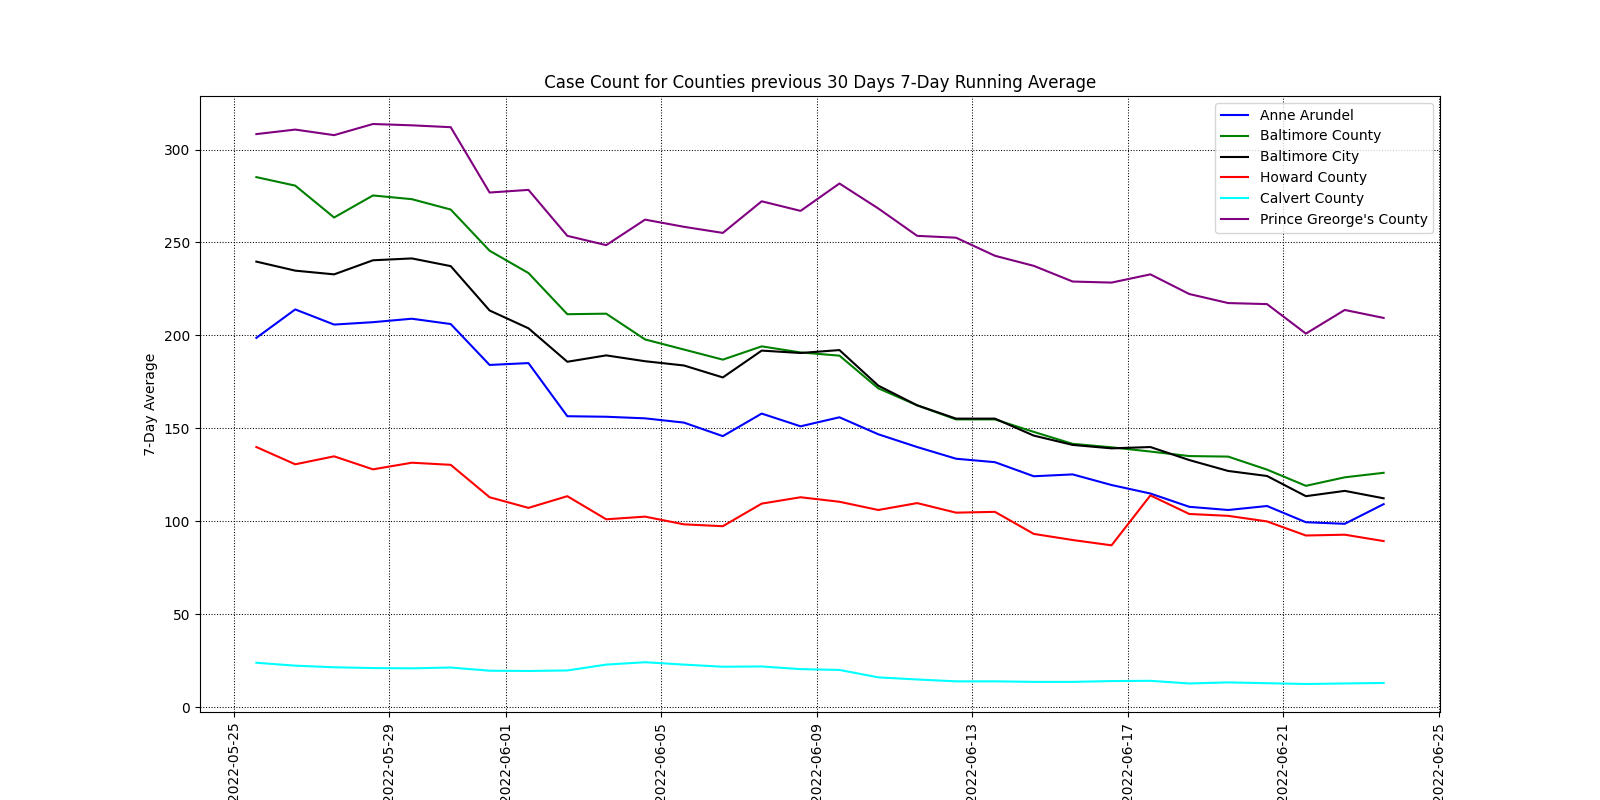 Case Count for Counties previous 30 Days 7-Day Running Average
Anne Arundel
Baltimore County
Baltimore City
Howard County
Calvert County
Prince Greorge's County
7-Day Average
300
250
200
150
100
50
0
2022-05-25
2022-05-29
2022-06-01
2022-06-05
2022-06-09
2022-06-13
2022-06-17
2022-06-21
2022-06-25